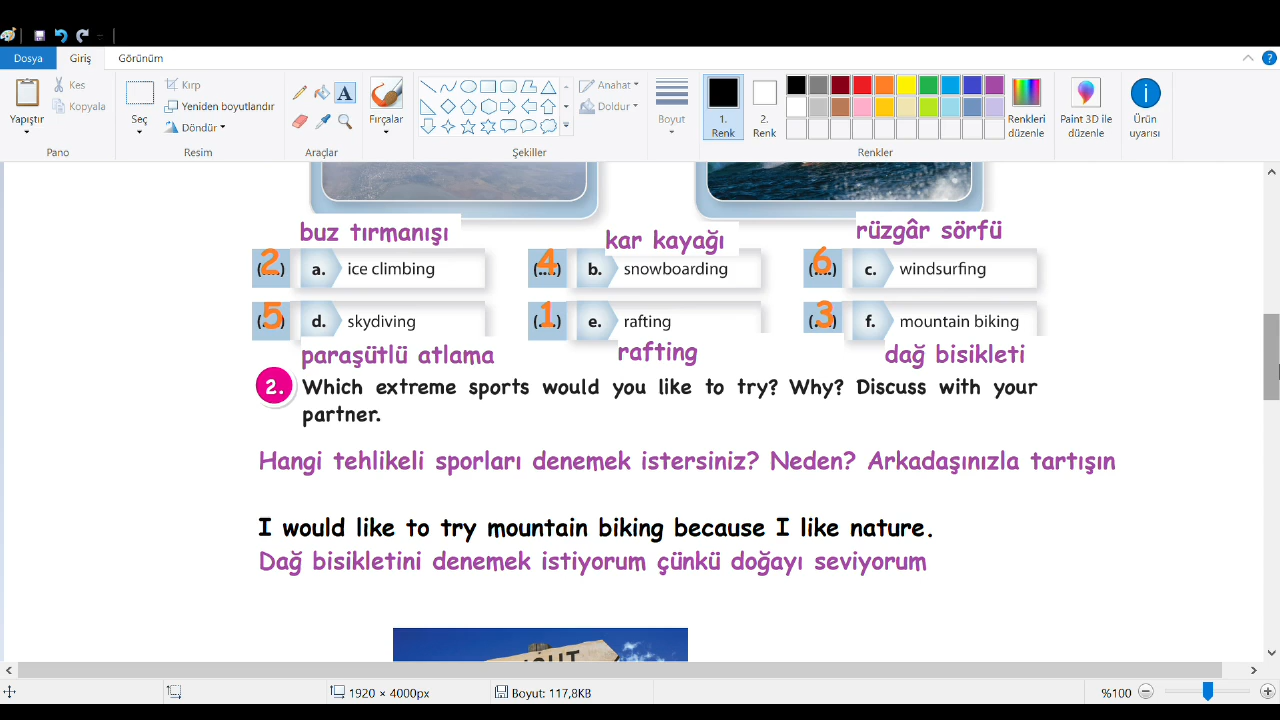 Dosya Giriş Görünüm
Yapıştır
Kes
Kopyala
Seç
Kırp
Yeniden boyutlandır
Döndür
A
Fırçalar
Anahat
Doldur
Boyut
1. Renk
2. Renk
Renkleri düzenle
Paint 3D ile düzenle
Ürün uyarısı
Pano Resim Araçlar Şekiller Renkler
buz tırmanışı kar kayağı rüzgâr sörfü
(....) 2 a. ice climbing (....) 4 b. snowboarding (....) 6 c. windsurfing
(....) 5 d. skydiving (....) 1 e. rafting (....) 3 f. mountain biking
paraşütlü atlama rafting dağ bisikleti
2. Which extreme sports would you like to try? Why? Discuss with your
partner.
Hangi tehlikeli sporları denemek istersiniz? Neden? Arkadaşınızla tartışın
I would like to try mountain biking because I like nature.
Dağ bisikletini denemek istiyorum çünkü doğayı seviyorum
1920 × 4000px Boyut: 117,8KB %100